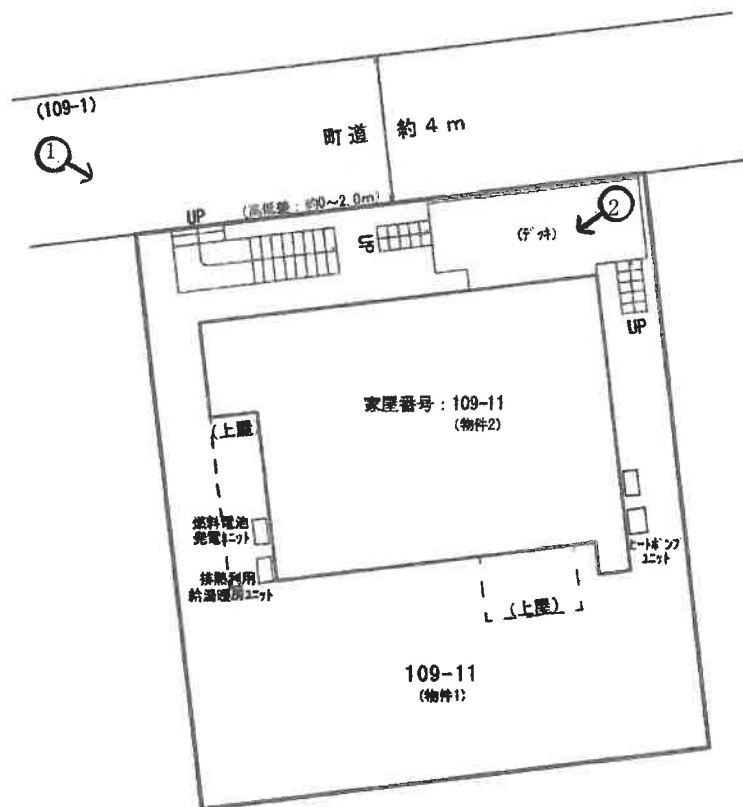 (109-1)
町道 約4m
①
②
UP
(高低差：約0～2.0m)
UP
(デッキ)
UP
家屋番号：109-11
(物件2)
(上屋)
燃料電池
発電ユニット
排熱利用
給湯暖房ユニット
ヒートポンプ
ユニット
(上屋)
109-11
(物件1)